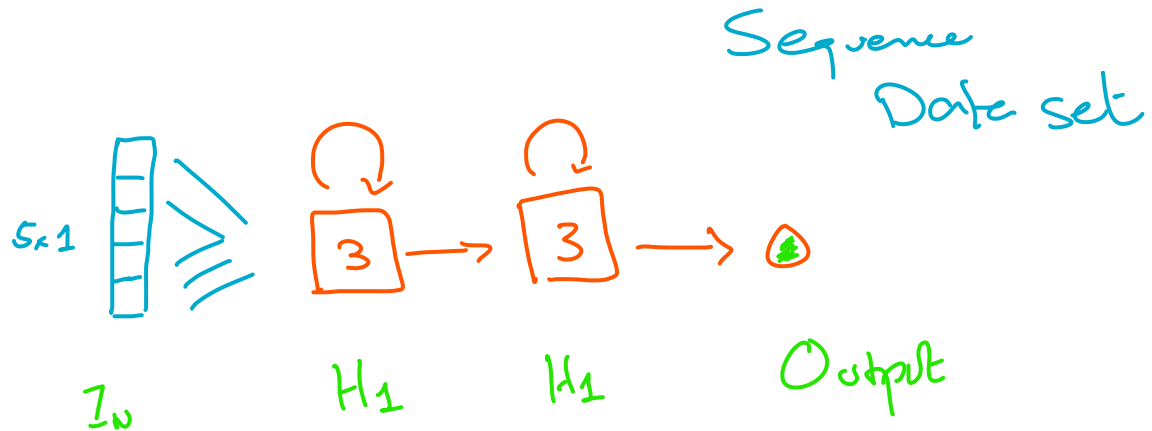 Sequence
Data set
5x1
3
3
In
H1
H1
Output